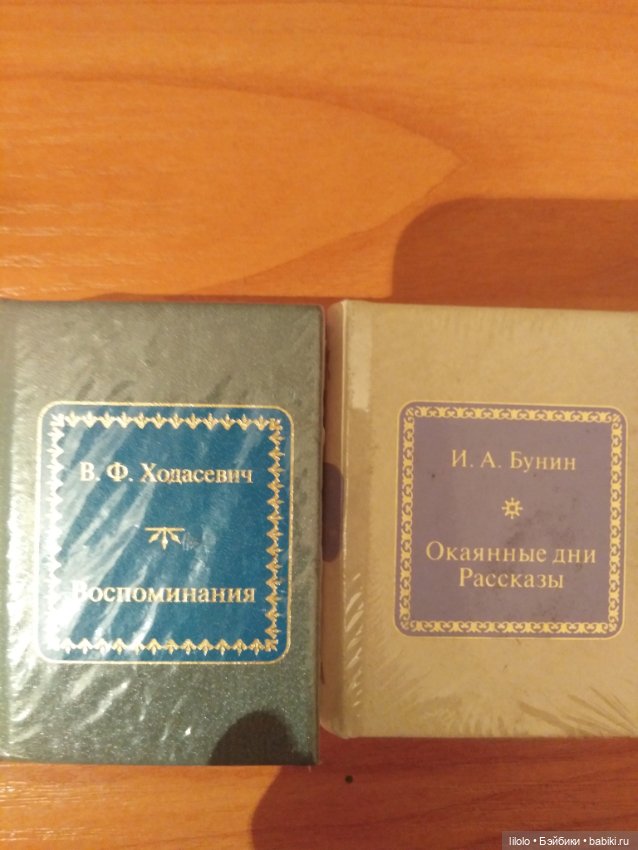 В. Ф. Ходасевич
Воспоминания
И. А. Бунин
Окаянные дни
Рассказы
lilolo • Бэйбики • babiki.ru